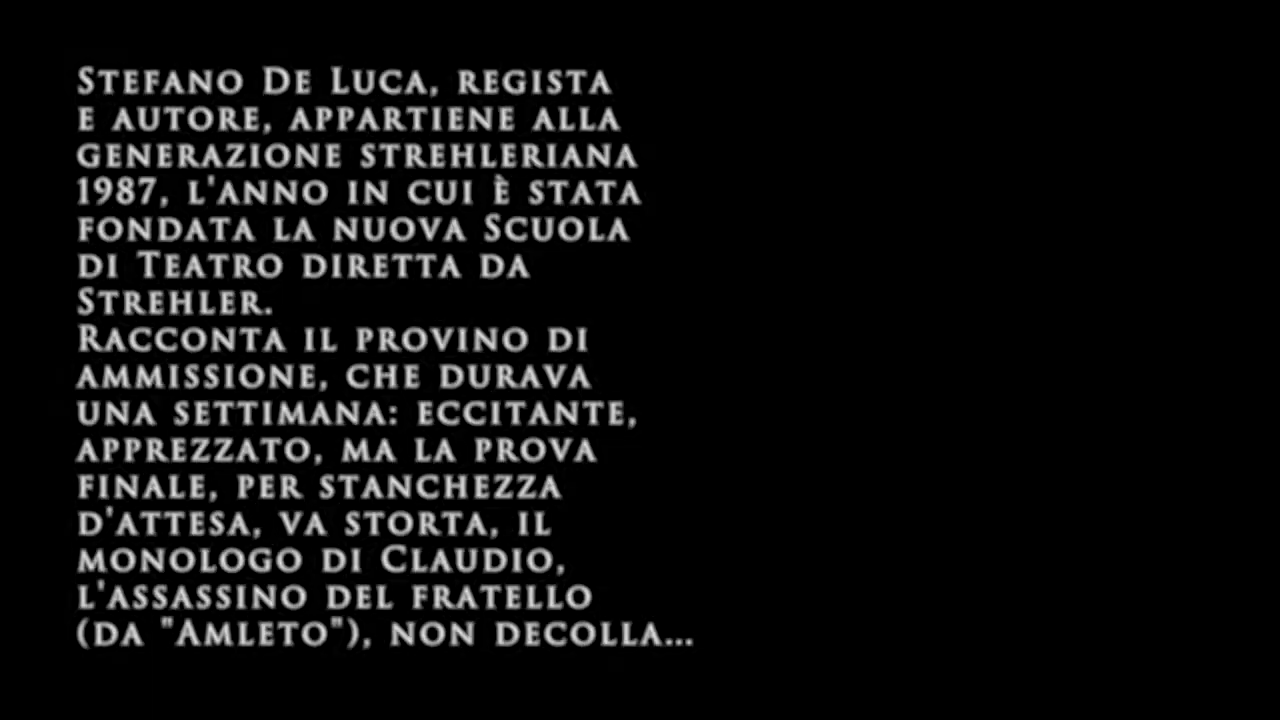 Stefano De Luca, regista
e autore, appartiene alla
generazione strehleriana
1987, l'anno in cui è stata
fondata la nuova Scuola
di Teatro diretta da
Strehler.
Racconta il provino di
ammissione, che durava
una settimana: eccitante,
apprezzato, ma la prova
finale, per stanchezza
d'attesa, va storta, il
monologo di Claudio,
l'assassino del fratello
(da "Amleto"), non decolla...